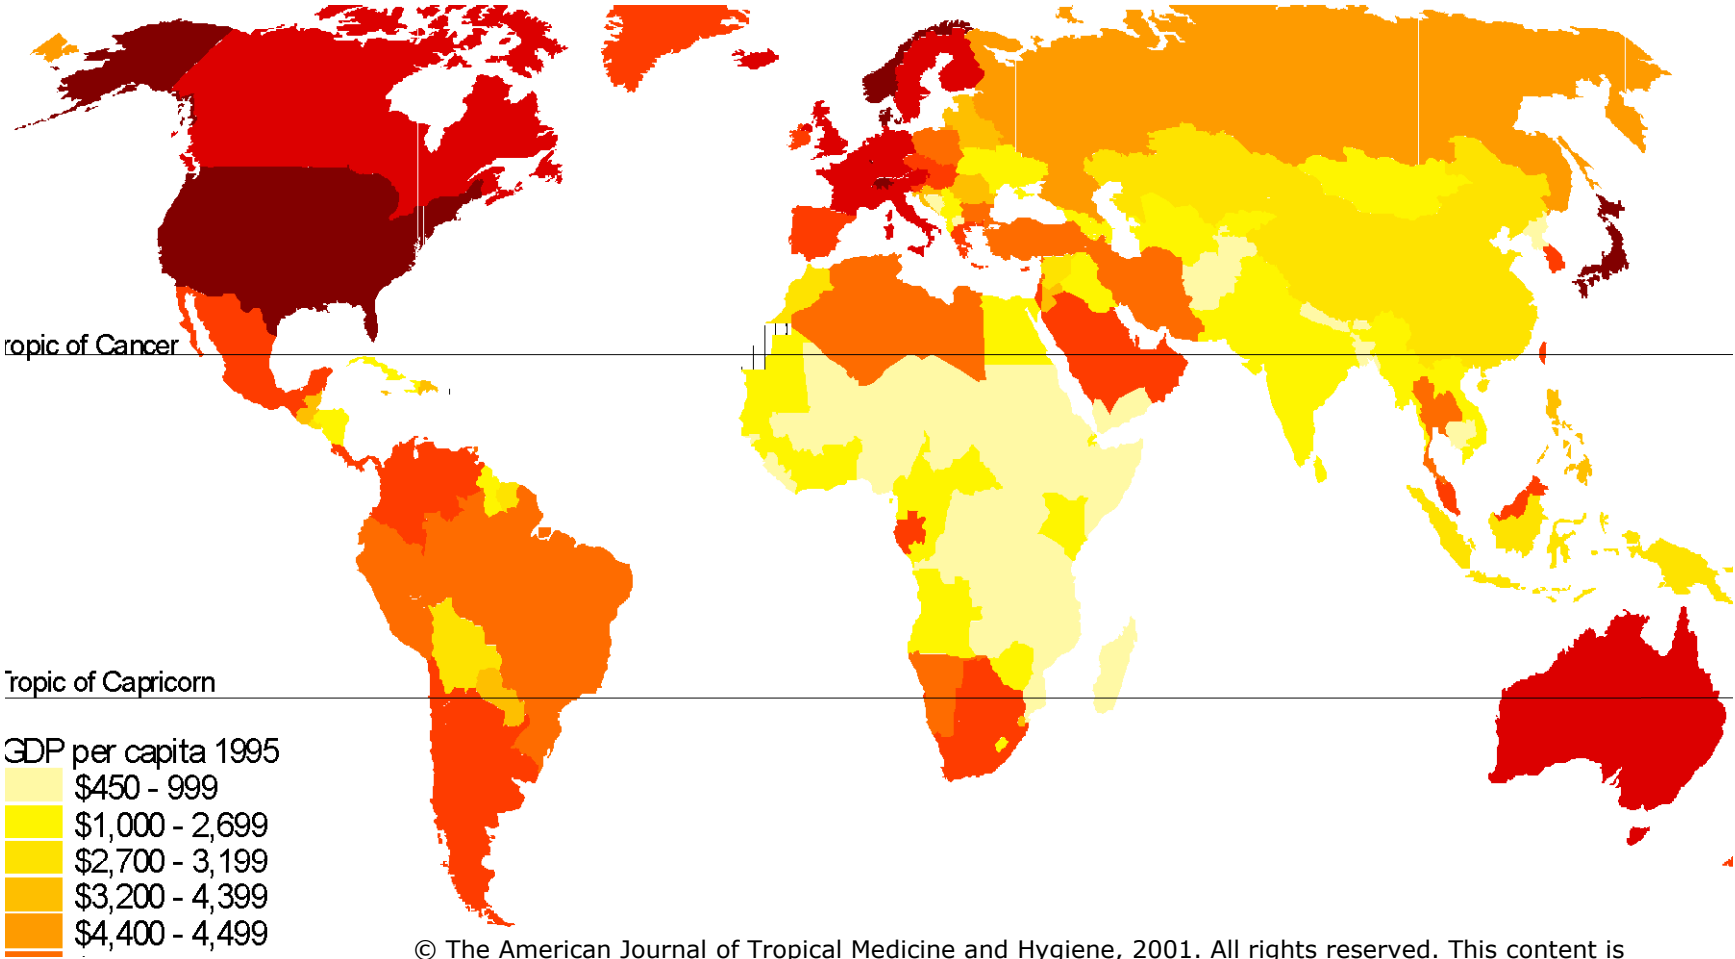 ropic of Cancer
Tropic of Capricorn
GDP per capita 1995
$450 - 999
$1,000 - 2,699
$2,700 - 3,199
$3,200 - 4,399
$4,400 - 4,499
© The American Journal of Tropical Medicine and Hygiene, 2001. All rights reserved. This content is